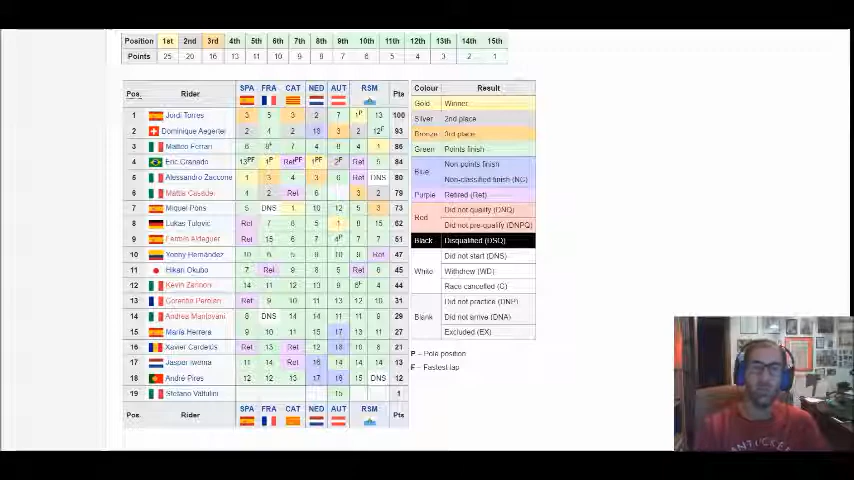 Position 1st 2nd 3rd 4th 5th 6th 7th 8th 9th 10th 11th 12th 13th 14th 15th
Points 25 20 16 13 11 10 9 8 7 6 5 4 3 2 1
Pos. Rider SPA FRA CAT NED AUT RSM Pts
1 Jordi Torres 3 5 3 2 7 1P 13 100
2 Dominique Aegerter 2 4 2 3 2 12F 93
3 Matteo Ferrari 6 8 4 1 86
4 Eric Granado 13PF 1P RetPF 1PF 2P Ret 5 84
5 Alessandro Zaccone 1 3 4 3 6 Ret DNS 80
6 Mattia Casadei 4 2 Ret 6 3 2 79
7 Miquel Pons 5 DNS 1 10 12 5 3 73
8 Lukas Tulovic Ret 7 5 1 15 62
9 Fermín Aldeguer Ret 15 6 7 4P 51
10 Yonny Hernández 10 6 Ret 47
11 Hikari Okubo 7 Ret 9 8 5 Ret 6 45
12 Kevin Zannoni 14 11 12 13 9 4 44
13 Corentin Perolari Ret 9 10 11 13 12 10 31
14 Andrea Mantovani 8 DNS 14 14 11 11 9 29
15 María Herrera 9 10 11 15 17 13 11 27
16 Xavier Cardelús Ret 13 Ret 12 18 10 8 21
17 Jasper Iwema 11 14 Ret 16 14 14 14 13
18 André Pires 12 12 13 17 16 15 DNS 12
19 Stefano Valtulini 15 1
Pos. Rider SPA FRA CAT NED AUT RSM Pts
Colour Result
Gold Winner
Silver 2nd place
Bronze 3rd place
Green Points finish
Blue Non-points finish
Non-classified finish (NC)
Purple Retired (Ret)
Red Did not qualify (DNQ)
Did not pre-qualify (DNPQ)
Black Disqualified (DSQ)
White Did not start (DNS)
Withdrew (WD)
Race cancelled (C)
Blank Did not practice (DNP)
Did not arrive (DNA)
Excluded (EX)
P – Pole position
F – Fastest lap
NANTUCKET